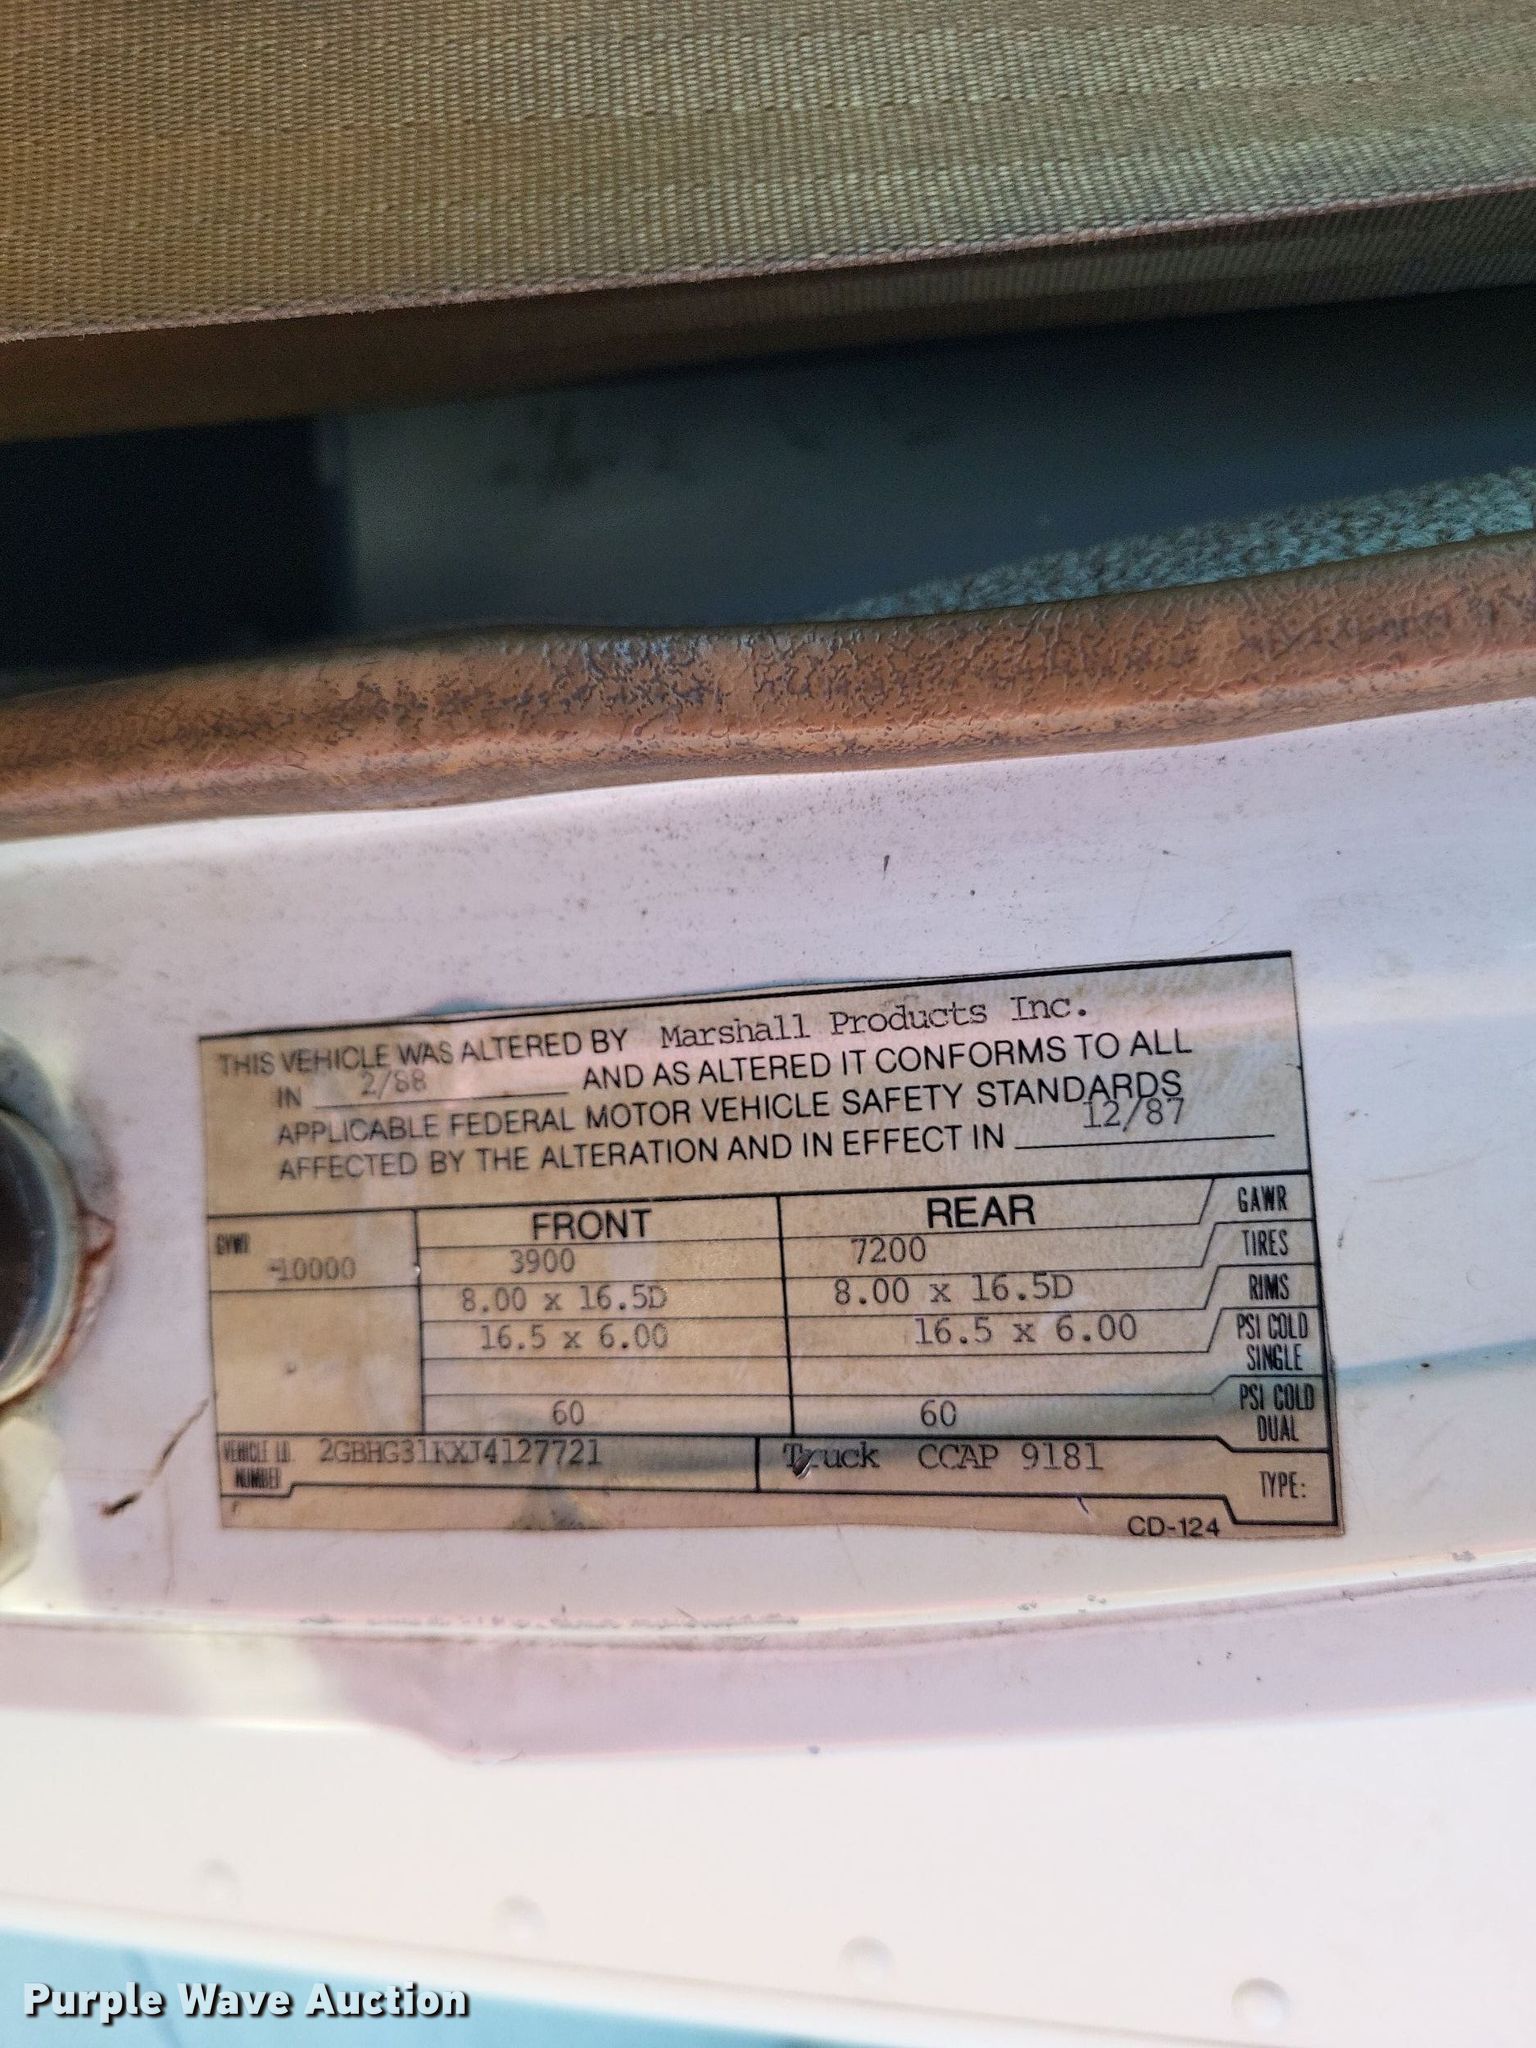 THIS VEHICLE WAS ALTERED BY Marshall Products Inc.
IN 2/88 AND AS ALTERED IT CONFORMS TO ALL
APPLICABLE FEDERAL MOTOR VEHICLE SAFETY STANDARDS
AFFECTED BY THE ALTERATION AND IN EFFECT IN 12/87
GVWR FRONT REAR GAWR
-10000 3900 7200 TIRES
8.00 x 16.5D 8.00 x 16.5D RIMS
16.5 x 6.00 16.5 x 6.00 PSI COLD
SINGLE
60 60 PSI COLD
DUAL
VEHICLE I.D. 2GBHG31KXJ4127721 Truck CCAP 9181
NUMBER TYPE:
CD-124
Purple Wave Auction